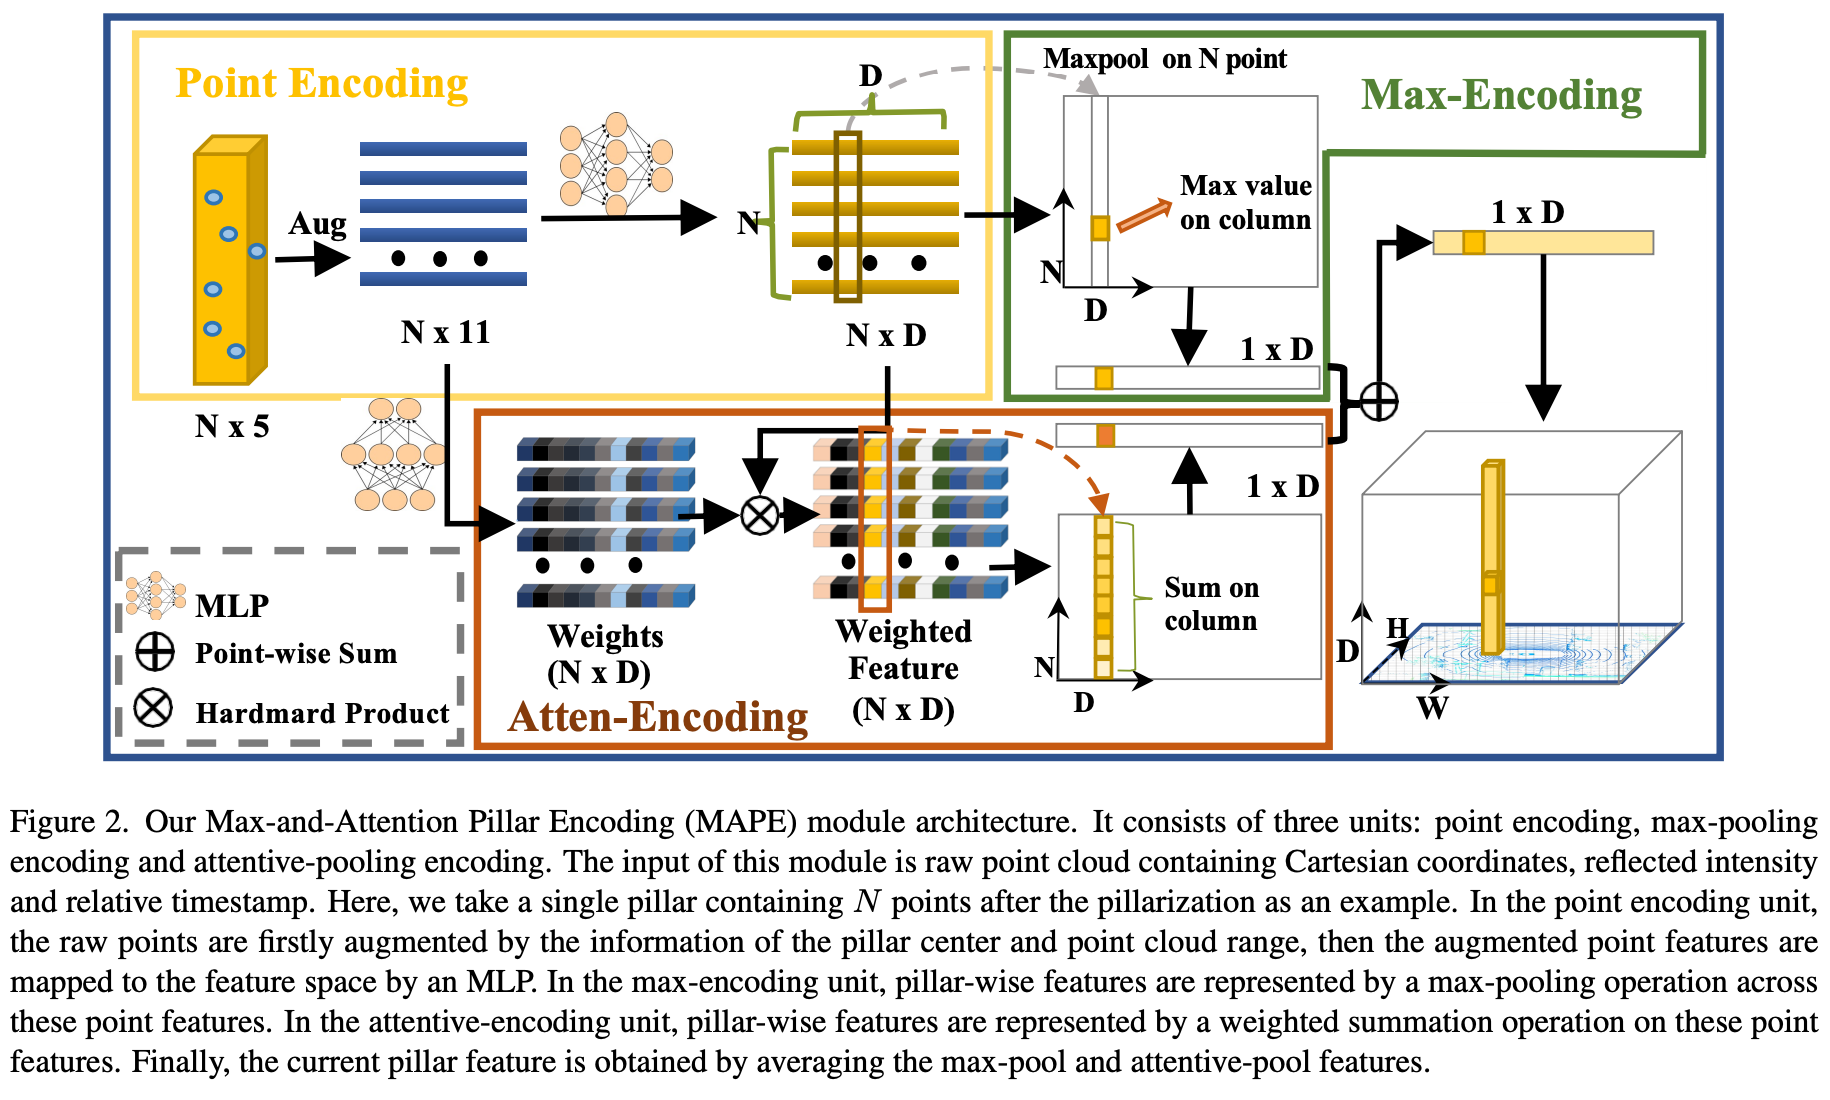 Point Encoding
D
Maxpool on N point
Max-Encoding
Aug
N
Max value
on column
N
D
1 x D
N x 11
N x D
1 x D
N x 5
1 x D
Weights
(N x D)
Weighted
Feature
(N x D)
Sum on
column
N
D
Atten-Encoding
MLP
Point-wise Sum
Hardmard Product
H
D
W
Figure 2. Our Max-and-Attention Pillar Encoding (MAPE) module architecture. It consists of three units: point encoding, max-pooling
encoding and attentive-pooling encoding. The input of this module is raw point cloud containing Cartesian coordinates, reflected intensity
and relative timestamp. Here, we take a single pillar containing N points after the pillarization as an example. In the point encoding unit,
the raw points are firstly augmented by the information of the pillar center and point cloud range, then the augmented point features are
mapped to the feature space by an MLP. In the max-encoding unit, pillar-wise features are represented by a max-pooling operation across
these point features. In the attentive-encoding unit, pillar-wise features are represented by a weighted summation operation on these point
features. Finally, the current pillar feature is obtained by averaging the max-pool and attentive-pool features.